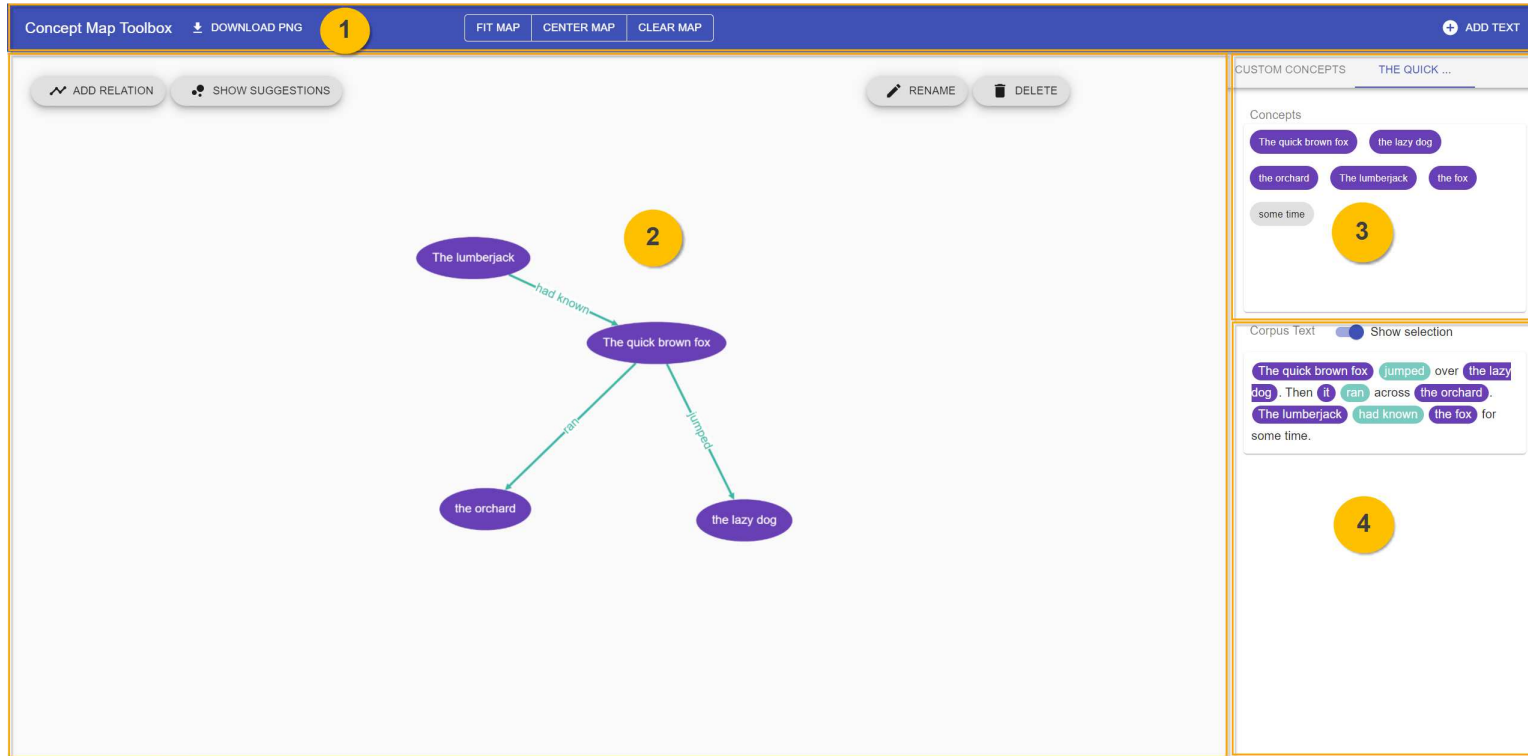 Concept Map Toolbox DOWNLOAD PNG 1 FIT MAP CENTER MAP CLEAR MAP ADD TEXT
ADD RELATION SHOW SUGGESTIONS RENAME DELETE
2
The lumberjack
had known
The quick brown fox
ran
jumped
the orchard
the lazy dog
CUSTOM CONCEPTS THE QUICK ...
Concepts
The quick brown fox the lazy dog
the orchard The lumberjack the fox
some time
3
Corpus Text Show selection
The quick brown fox jumped over the lazy
dog . Then it ran across the orchard .
The lumberjack had known the fox for
some time.
4